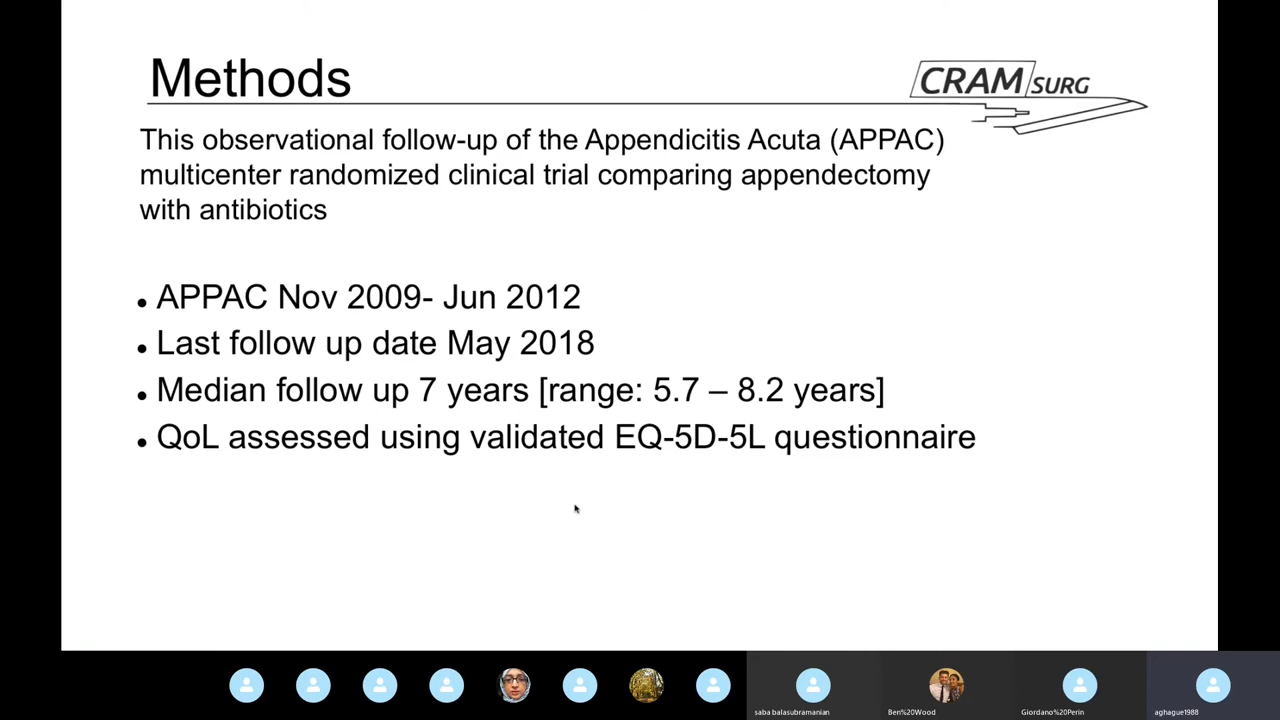 Methods
CRAM SURG
This observational follow-up of the Appendicitis Acuta (APPAC)
multicenter randomized clinical trial comparing appendectomy
with antibiotics
• APPAC Nov 2009- Jun 2012
• Last follow up date May 2018
• Median follow up 7 years [range: 5.7 – 8.2 years]
• QoL assessed using validated EQ-5D-5L questionnaire
saba balasubramanian
Ben%20Wood
Giordano%20Perin
aghague1988